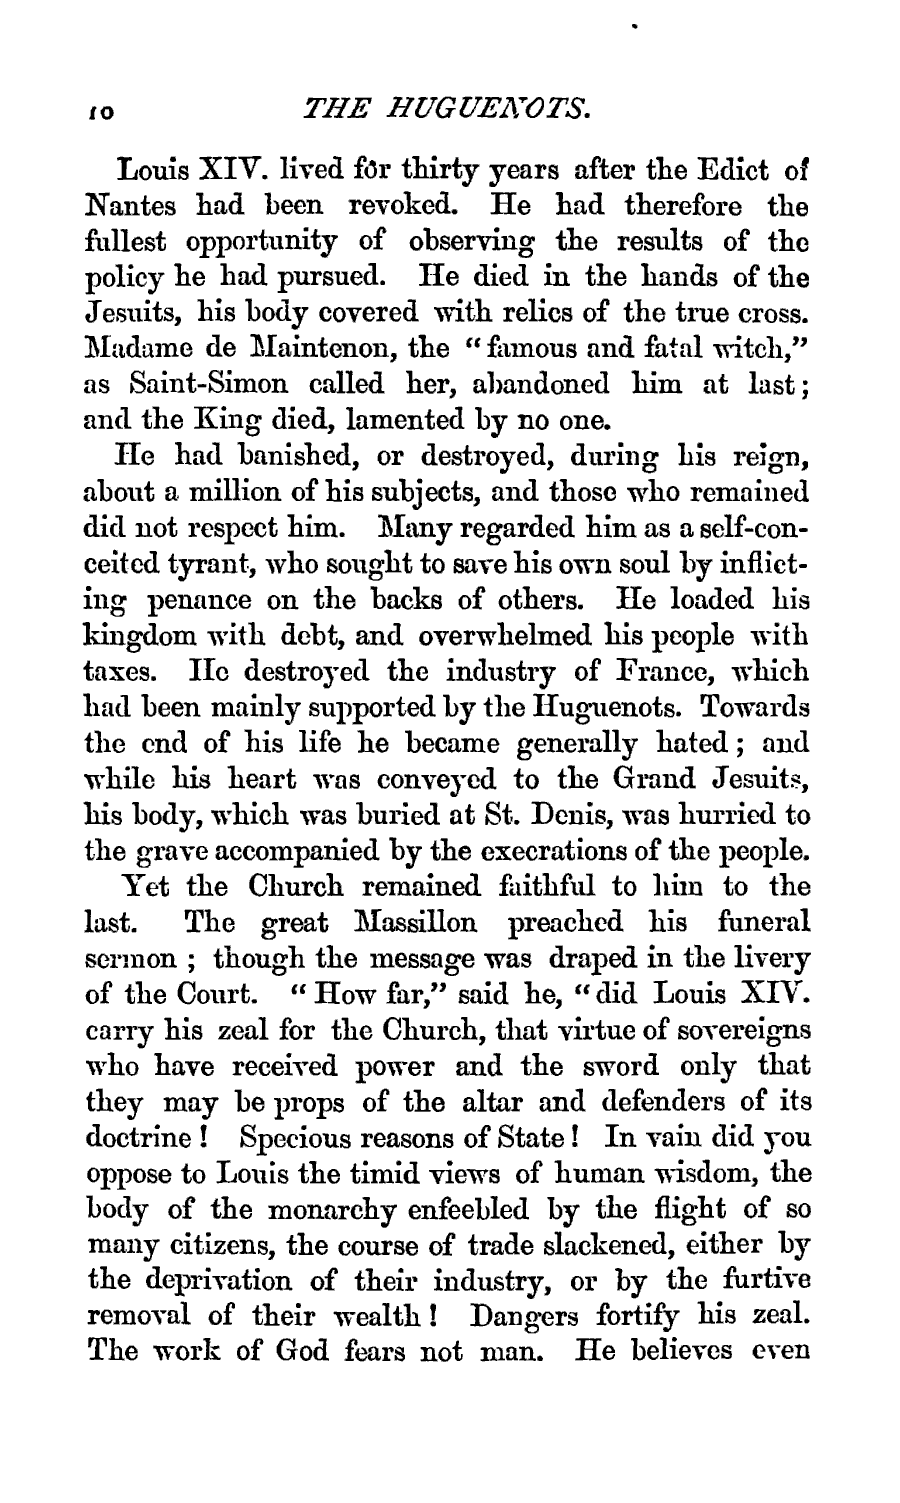 10 THE HUGUENOTS.
Louis XIV. lived for thirty years after the Edict of
Nantes had been revoked. He had therefore the
fullest opportunity of observing the results of the
policy he had pursued. He died in the hands of the
Jesuits, his body covered with relics of the true cross.
Madame de Maintenon, the “famous and fatal witch,”
as Saint-Simon called her, abandoned him at last;
and the King died, lamented by no one.
He had banished, or destroyed, during his reign,
about a million of his subjects, and those who remained
did not respect him. Many regarded him as a self-con-
ceited tyrant, who sought to save his own soul by inflict-
ing penance on the backs of others. He loaded his
kingdom with debt, and overwhelmed his people with
taxes. He destroyed the industry of France, which
had been mainly supported by the Huguenots. Towards
the end of his life he became generally hated; and
while his heart was conveyed to the Grand Jesuits,
his body, which was buried at St. Denis, was hurried to
the grave accompanied by the execrations of the people.
Yet the Church remained faithful to him to the
last. The great Massillon preached his funeral
sermon; though the message was draped in the livery
of the Court. “How far,” said he, “did Louis XIV.
carry his zeal for the Church, that virtue of sovereigns
who have received power and the sword only that
they may be props of the altar and defenders of its
doctrine! Specious reasons of State! In vain did you
oppose to Louis the timid views of human wisdom, the
body of the monarchy enfeebled by the flight of so
many citizens, the course of trade slackened, either by
the deprivation of their industry, or by the furtive
removal of their wealth! Dangers fortify his zeal.
The work of God fears not man. He believes even